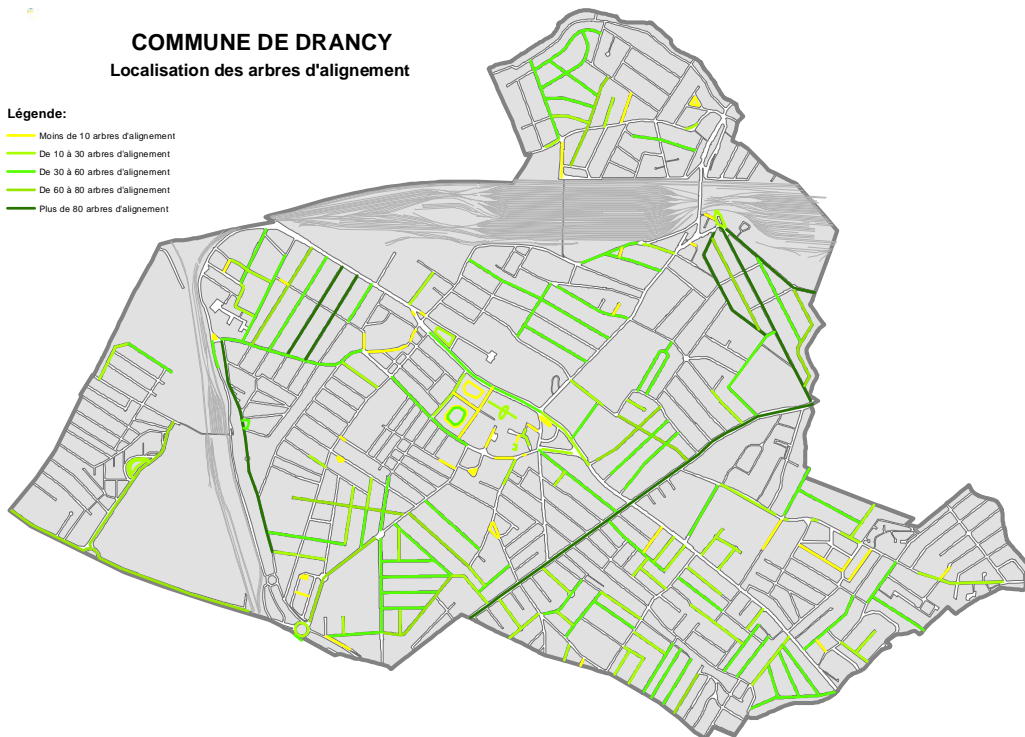 COMMUNE DE DRANCY
Localisation des arbres d'alignement
Légende:
Moins de 10 arbres d'alignement
De 10 à 30 arbres d'alignement
De 30 à 60 arbres d'alignement
De 60 à 80 arbres d'alignement
Plus de 80 arbres d'alignement